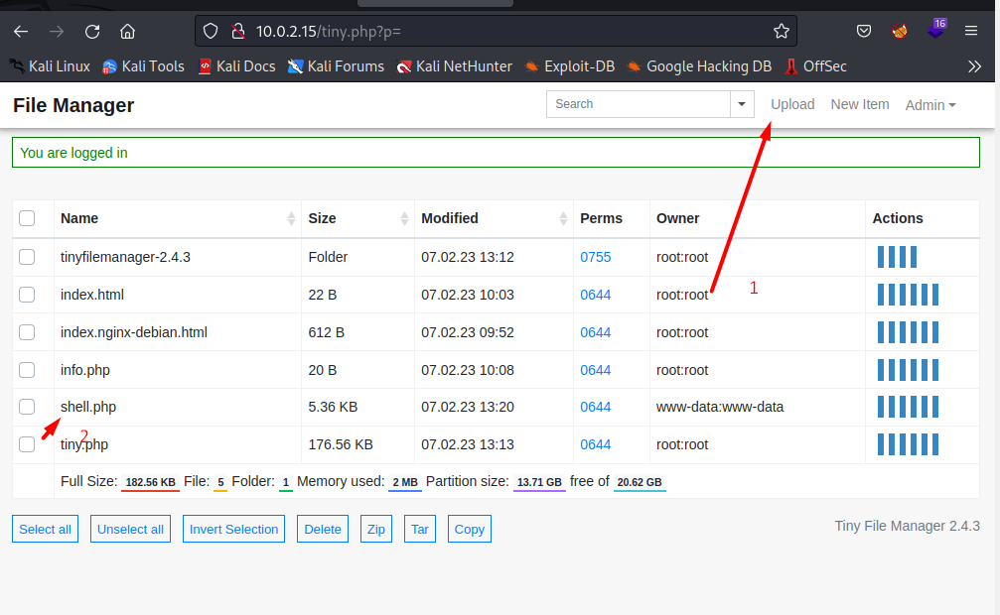 10.0.2.15/tiny.php?p=
16
Kali Linux Kali Tools Kali Docs Kali Forums Kali NetHunter Exploit-DB Google Hacking DB OffSec
File Manager Search Upload New Item Admin
You are logged in
Name Size Modified Perms Owner Actions
tinyfilemanager-2.4.3 Folder 07.02.23 13:12 0755 root:root
1
index.html 22 B 07.02.23 10:03 0644 root:root
index.nginx-debian.html 612 B 07.02.23 09:52 0644 root:root
info.php 20 B 07.02.23 10:08 0644 root:root
shell.php 5.36 KB 07.02.23 13:20 0644 www-data:www-data
2
tiny.php 176.56 KB 07.02.23 13:13 0644 root:root
Full Size: 182.56 KB File: 5 Folder: 1 Memory used: 2 MB Partition size: 13.71 GB free of 20.62 GB
Select all Unselect all Invert Selection Delete Zip Tar Copy Tiny File Manager 2.4.3